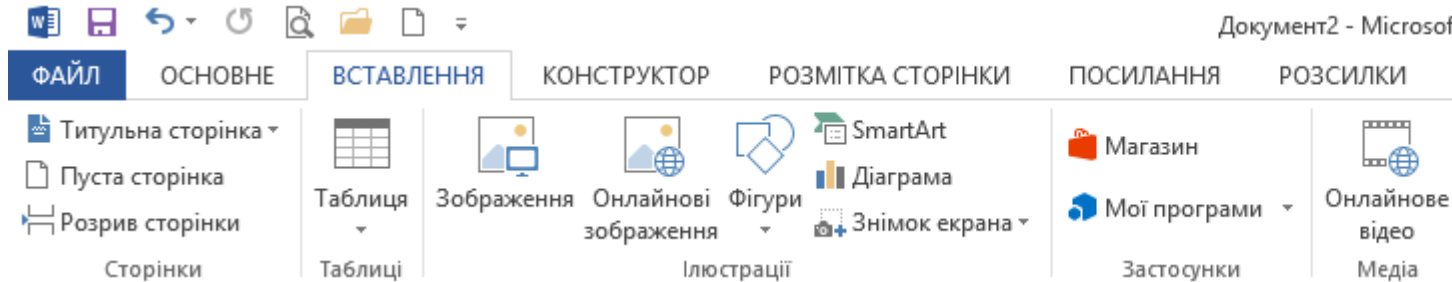 Документ2 - Microsof
ФАЙЛ ОСНОВНЕ ВСТАВЛЕННЯ КОНСТРУКТОР РОЗМІТКА СТОРІНКИ ПОСИЛАННЯ РОЗСИЛКИ
Титульна сторінка
Пуста сторінка
Розрив сторінки
Сторінки
Таблиця
Таблиці
Зображення
Онлайнові
зображення
Фігури
SmartArt
Діаграма
Знімок екрана
Ілюстрації
Магазин
Мої програми
Застосунки
Онлайнове
відео
Медіа